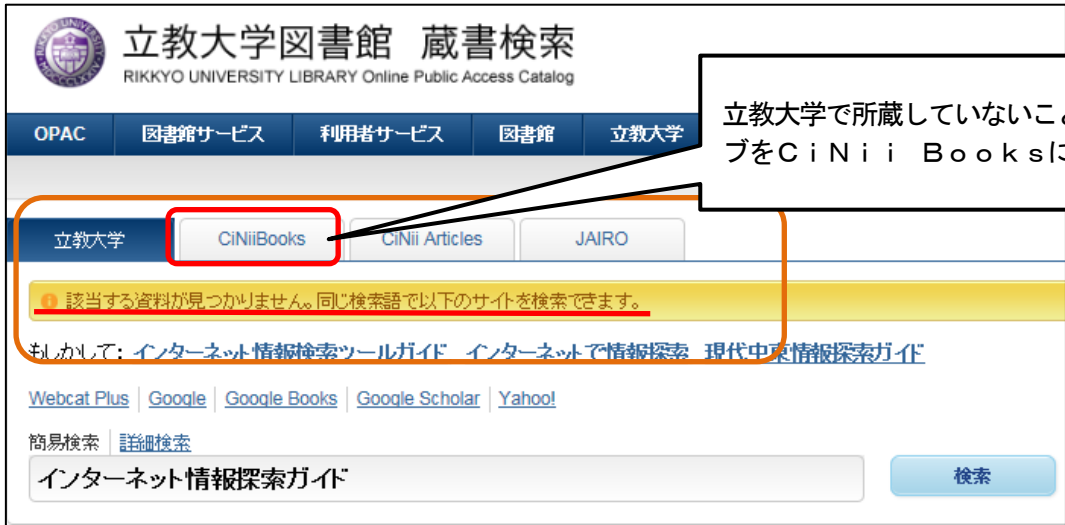 立教大学図書館 蔵書検索
RIKKYO UNIVERSITY LIBRARY Online Public Access Catalog
OPAC 図書館サービス 利用者サービス 図書館 立教大学
立教大学で所蔵していないこ
ブをCiNii Booksに
立教大学 CiNiiBooks CiNii Articles JAIRO
該当する資料が見つかりません。同じ検索語で以下のサイトを検索できます。
もしかして: インターネット情報検索ツールガイド インターネットで情報探索 現代中東情報探索ガイド
Webcat Plus Google Google Books Google Scholar Yahoo!
簡易検索 詳細検索
インターネット情報探索ガイド 検索